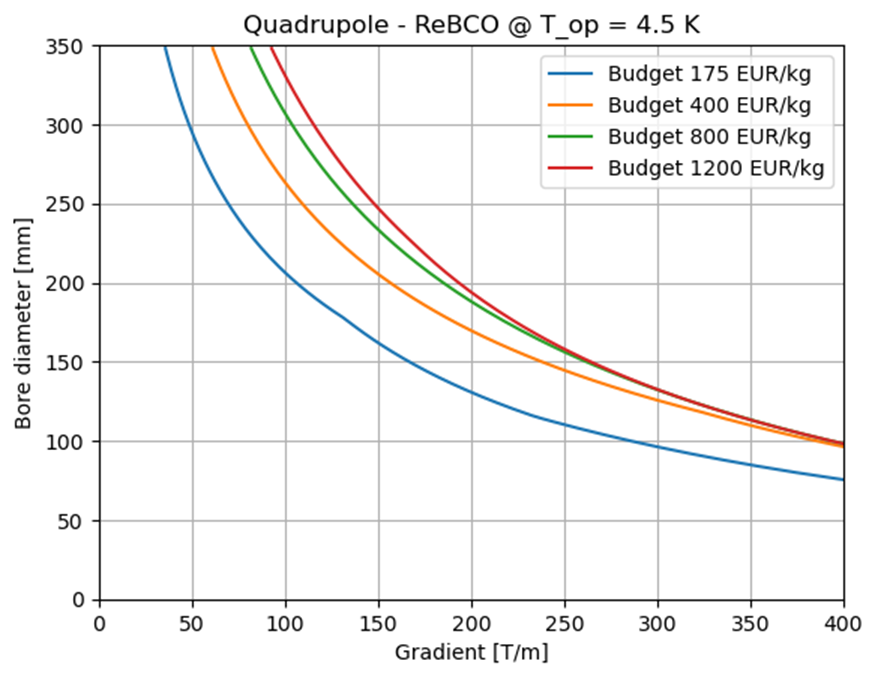 Quadrupole - ReBCO @ T_op = 4.5 K
350
300
250
200
150
100
50
0
Bore diameter [mm]
Budget 175 EUR/kg
Budget 400 EUR/kg
Budget 800 EUR/kg
Budget 1200 EUR/kg
0 50 100 150 200 250 300 350 400
Gradient [T/m]